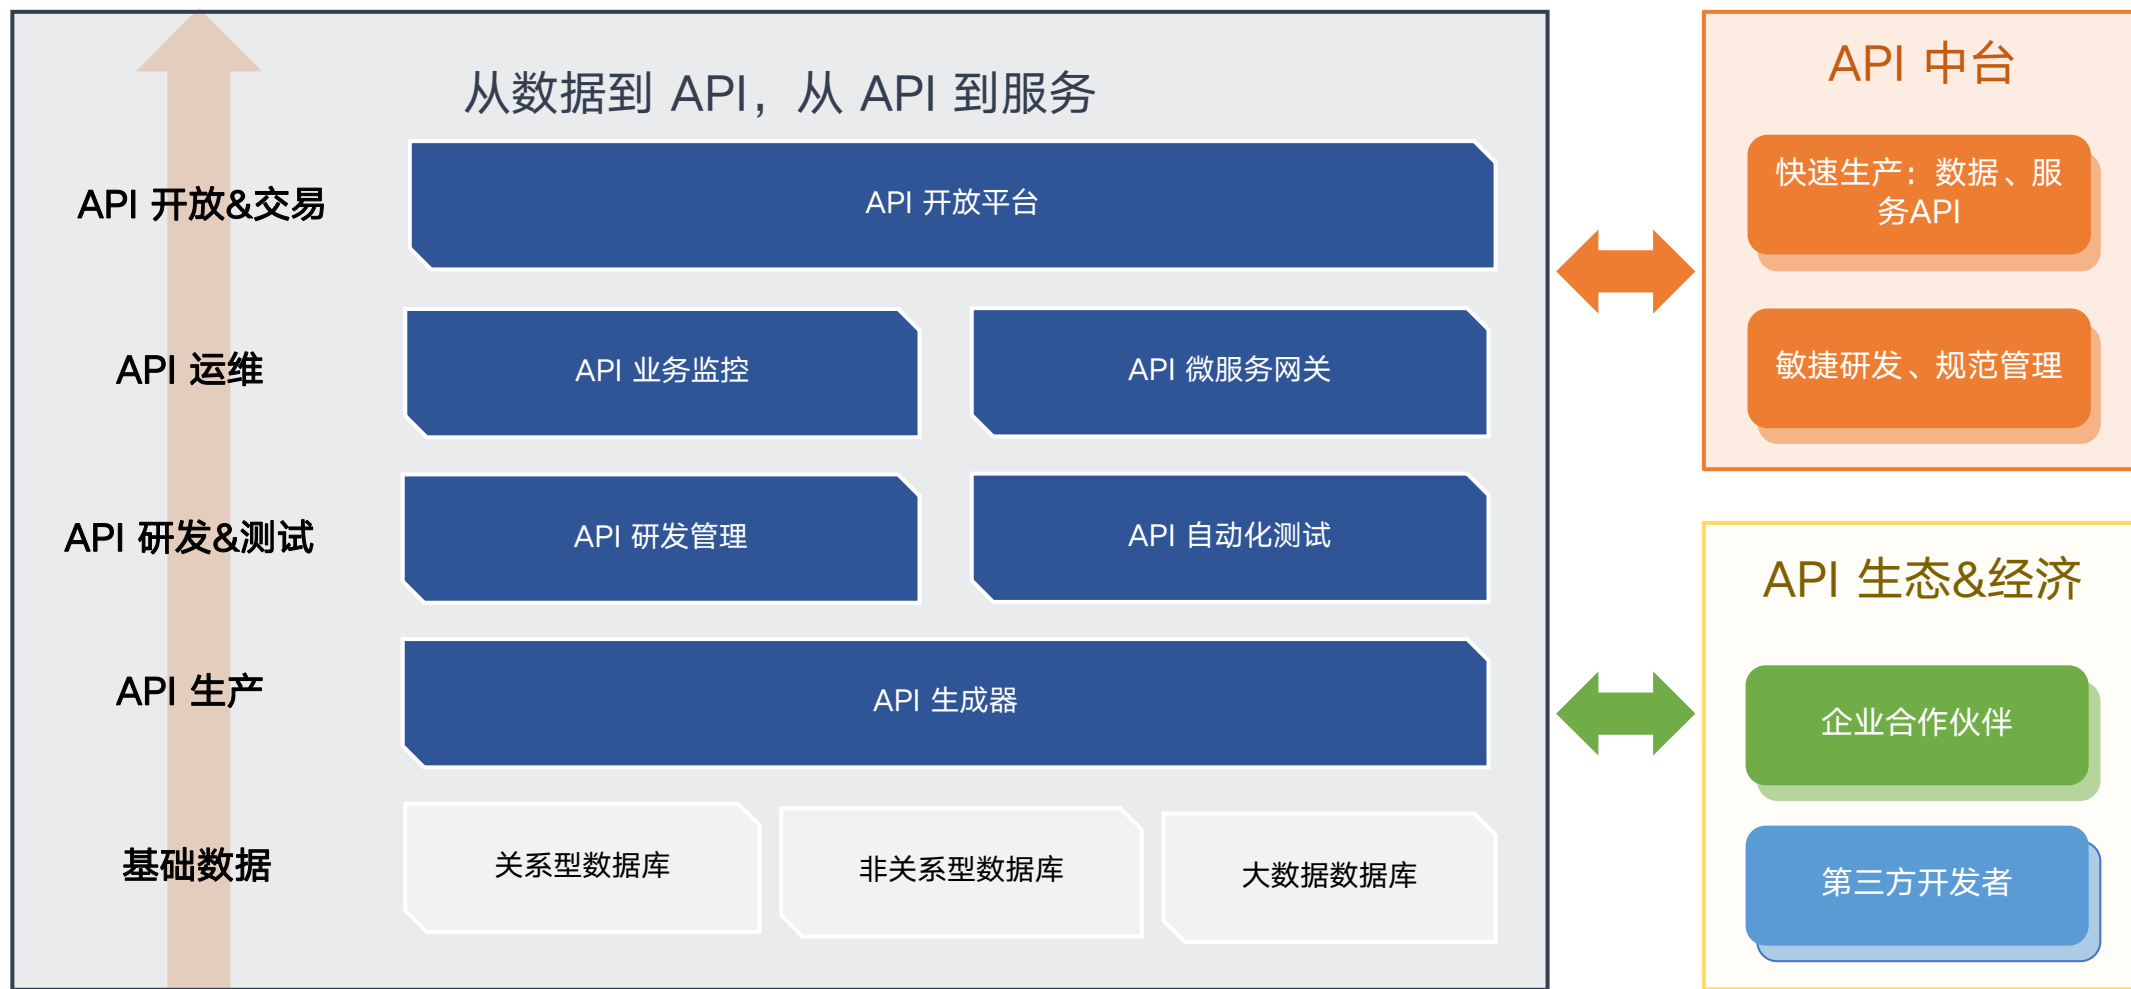 从数据到 API，从 API 到服务
API 开放&交易
API 开放平台
API 运维
API 业务监控
API 微服务网关
API 研发&测试
API 研发管理
API 自动化测试
API 生产
API 生成器
基础数据
关系型数据库
非关系型数据库
大数据数据库
API 中台
快速生产：数据、服
务API
敏捷研发、规范管理
API 生态&经济
企业合作伙伴
第三方开发者